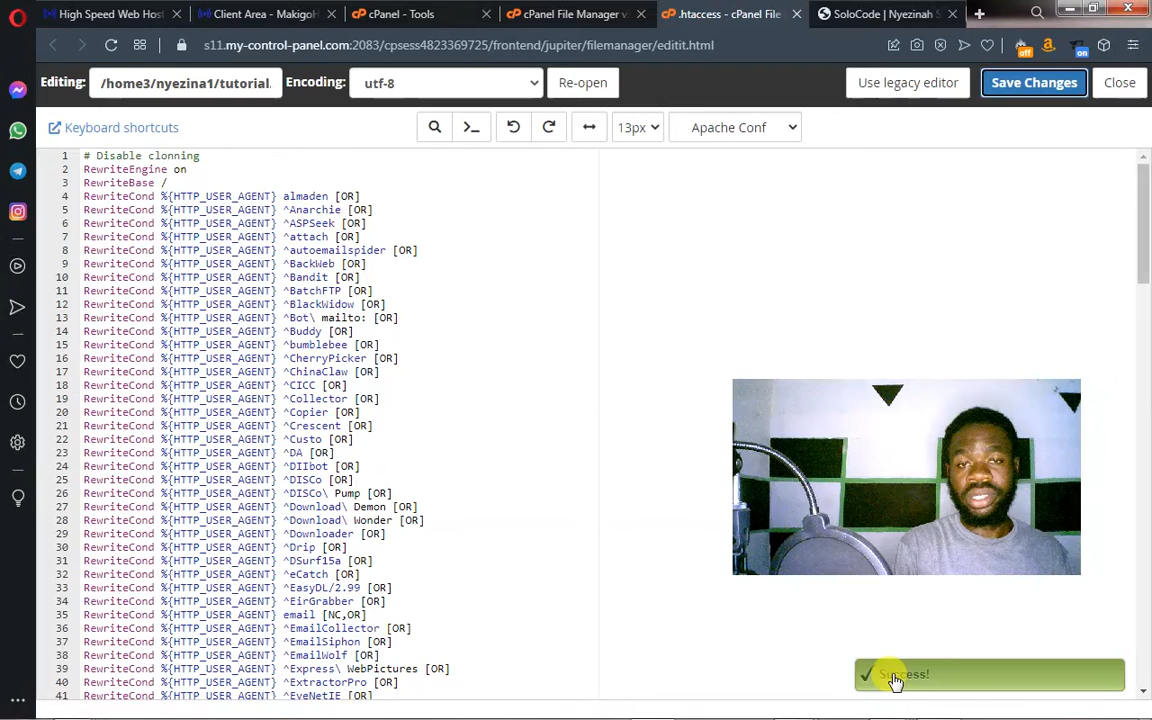 High Speed Web Host
Client Area - MakigoH
cPanel - Tools
cPanel File Manager v
.htaccess - cPanel File
SoloCode | Nyezinah S
s11.my-control-panel.com:2083/cpsess4823369725/frontend/jupiter/filemanager/editit.html
off
on
Editing:
/home3/nyezina1/tutorial.
Encoding:
utf-8
Re-open
Use legacy editor
Save Changes
Close
Keyboard shortcuts
13px
Apache Conf
1 # Disable clonning
2 RewriteEngine on
3 RewriteBase /
4 RewriteCond %{HTTP_USER_AGENT} almaden [OR]
5 RewriteCond %{HTTP_USER_AGENT} ^Anarchie [OR]
6 RewriteCond %{HTTP_USER_AGENT} ^ASPSeek [OR]
7 RewriteCond %{HTTP_USER_AGENT} ^attach [OR]
8 RewriteCond %{HTTP_USER_AGENT} ^autoemailspider [OR]
9 RewriteCond %{HTTP_USER_AGENT} ^BackWeb [OR]
10 RewriteCond %{HTTP_USER_AGENT} ^Bandit [OR]
11 RewriteCond %{HTTP_USER_AGENT} ^BatchFTP [OR]
12 RewriteCond %{HTTP_USER_AGENT} ^BlackWidow [OR]
13 RewriteCond %{HTTP_USER_AGENT} ^Bot\ mailto: [OR]
14 RewriteCond %{HTTP_USER_AGENT} ^Buddy [OR]
15 RewriteCond %{HTTP_USER_AGENT} ^bumblebee [OR]
16 RewriteCond %{HTTP_USER_AGENT} ^CherryPicker [OR]
17 RewriteCond %{HTTP_USER_AGENT} ^ChinaClaw [OR]
18 RewriteCond %{HTTP_USER_AGENT} ^CICC [OR]
19 RewriteCond %{HTTP_USER_AGENT} ^Collector [OR]
20 RewriteCond %{HTTP_USER_AGENT} ^Copier [OR]
21 RewriteCond %{HTTP_USER_AGENT} ^Crescent [OR]
22 RewriteCond %{HTTP_USER_AGENT} ^Custo [OR]
23 RewriteCond %{HTTP_USER_AGENT} ^DA [OR]
24 RewriteCond %{HTTP_USER_AGENT} ^DIIbot [OR]
25 RewriteCond %{HTTP_USER_AGENT} ^DISCo [OR]
26 RewriteCond %{HTTP_USER_AGENT} ^DISCo\ Pump [OR]
27 RewriteCond %{HTTP_USER_AGENT} ^Download\ Demon [OR]
28 RewriteCond %{HTTP_USER_AGENT} ^Download\ Wonder [OR]
29 RewriteCond %{HTTP_USER_AGENT} ^Downloader [OR]
30 RewriteCond %{HTTP_USER_AGENT} ^Drip [OR]
31 RewriteCond %{HTTP_USER_AGENT} ^DSurf15a [OR]
32 RewriteCond %{HTTP_USER_AGENT} ^eCatch [OR]
33 RewriteCond %{HTTP_USER_AGENT} ^EasyDL/2.99 [OR]
34 RewriteCond %{HTTP_USER_AGENT} ^EirGrabber [OR]
35 RewriteCond %{HTTP_USER_AGENT} email [NC,OR]
36 RewriteCond %{HTTP_USER_AGENT} ^EmailCollector [OR]
37 RewriteCond %{HTTP_USER_AGENT} ^EmailSiphon [OR]
38 RewriteCond %{HTTP_USER_AGENT} ^EmailWolf [OR]
39 RewriteCond %{HTTP_USER_AGENT} ^Express\ WebPictures [OR]
40 RewriteCond %{HTTP_USER_AGENT} ^ExtractorPro [OR]
41 RewriteCond %{HTTP_USER_AGENT} ^EyeNetIE [OR]
Success!